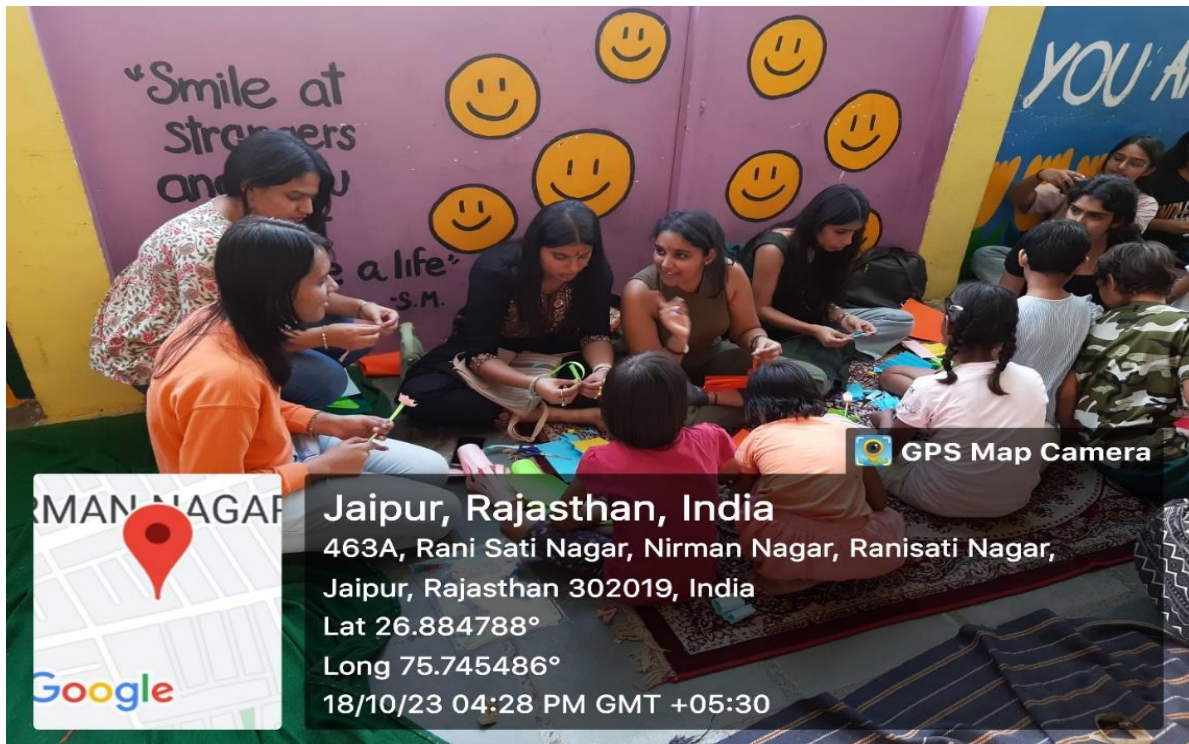 "Smile at
strangers
and
a life"
-S.M.
YOU
GPS Map Camera
NAGAR
Google
Jaipur, Rajasthan, India
463A, Rani Sati Nagar, Nirman Nagar, Ranisati Nagar,
Jaipur, Rajasthan 302019, India
Lat 26.884788°
Long 75.745486°
18/10/23 04:28 PM GMT +05:30